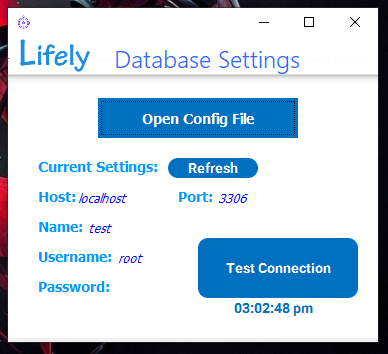 Lifely Database Settings
Open Config File
Current Settings: Refresh
Host: localhost Port: 3306
Name: test
Username: root
Password:
Test Connection
03:02:48 pm